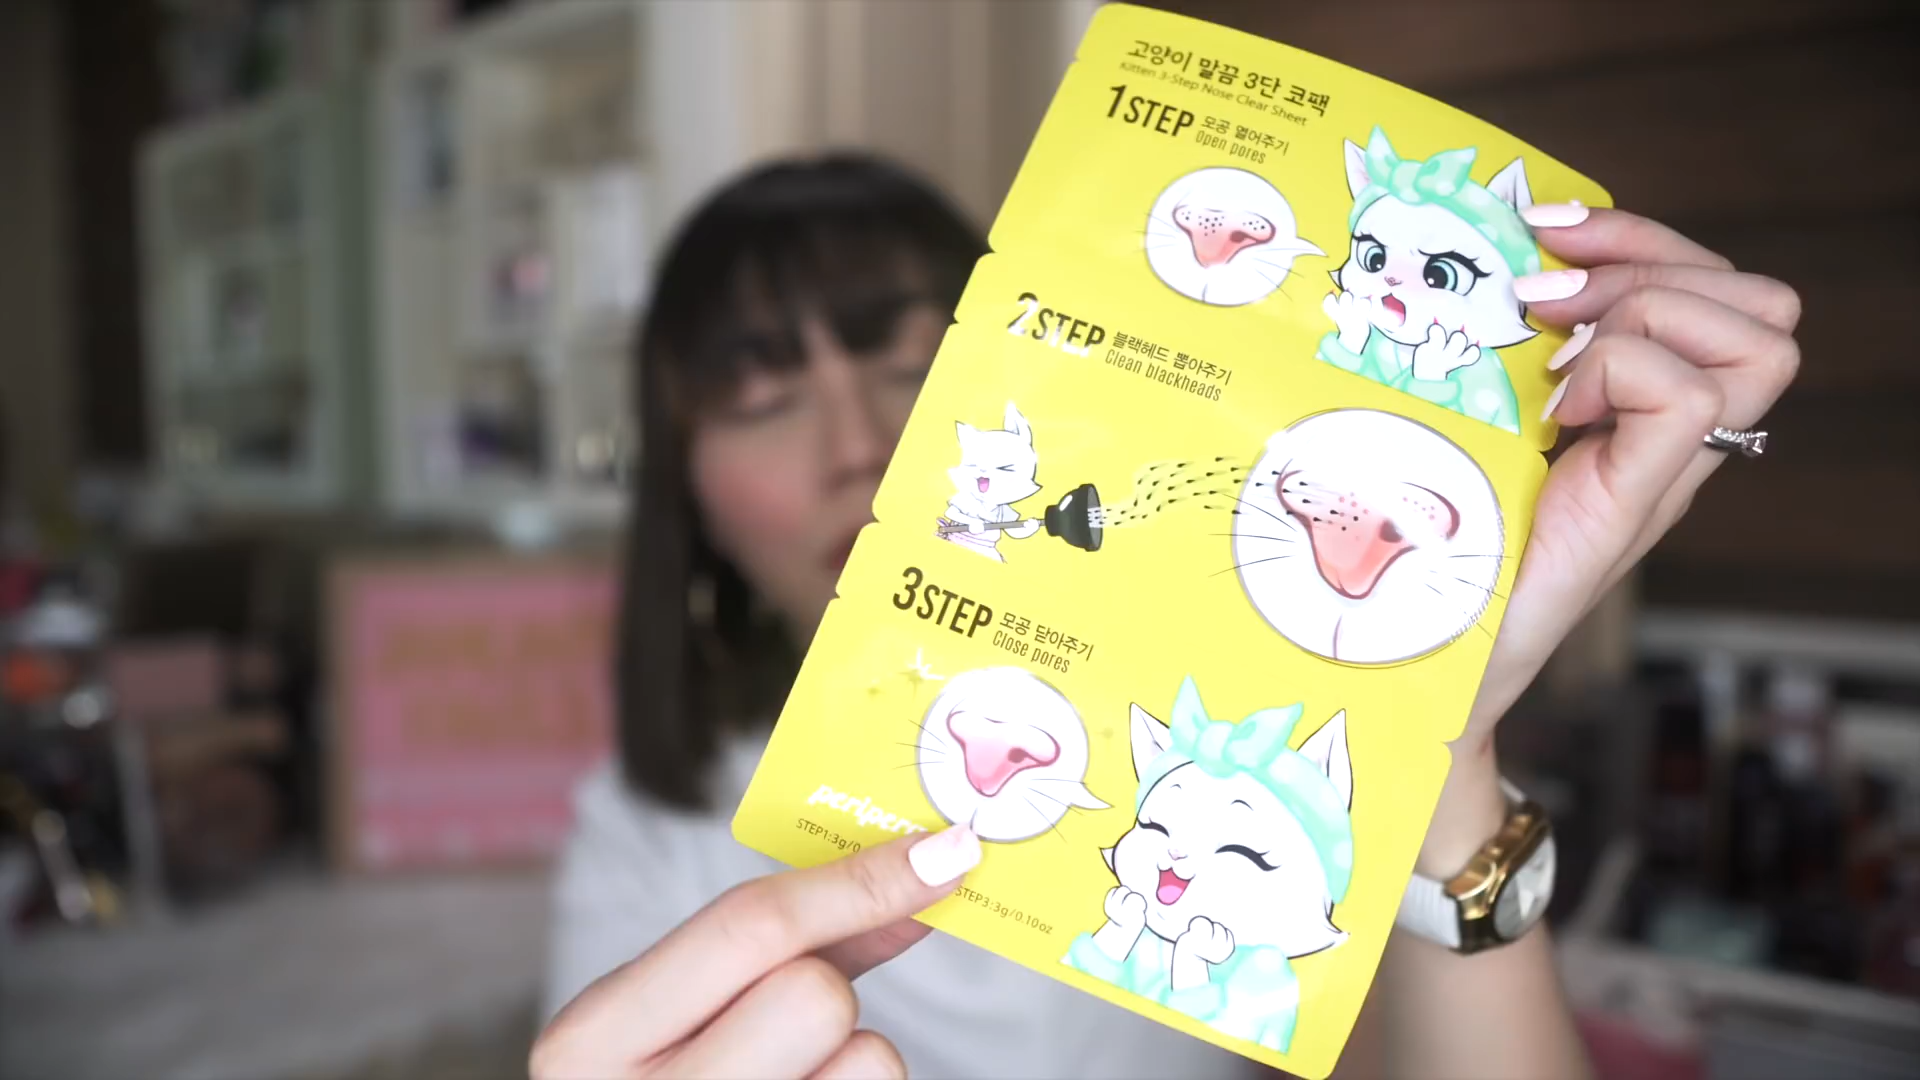 고양이 말끔 3단 코팩
Kitten 3-Step Nose Clear Sheet
1STEP 모공 열어주기
Open pores
2STEP 블랙헤드 뽑아주기
Clean blackheads
3STEP 모공 닫아주기
Close pores
periper
STEP1:3g/0
STEP3:3g/0.10oz